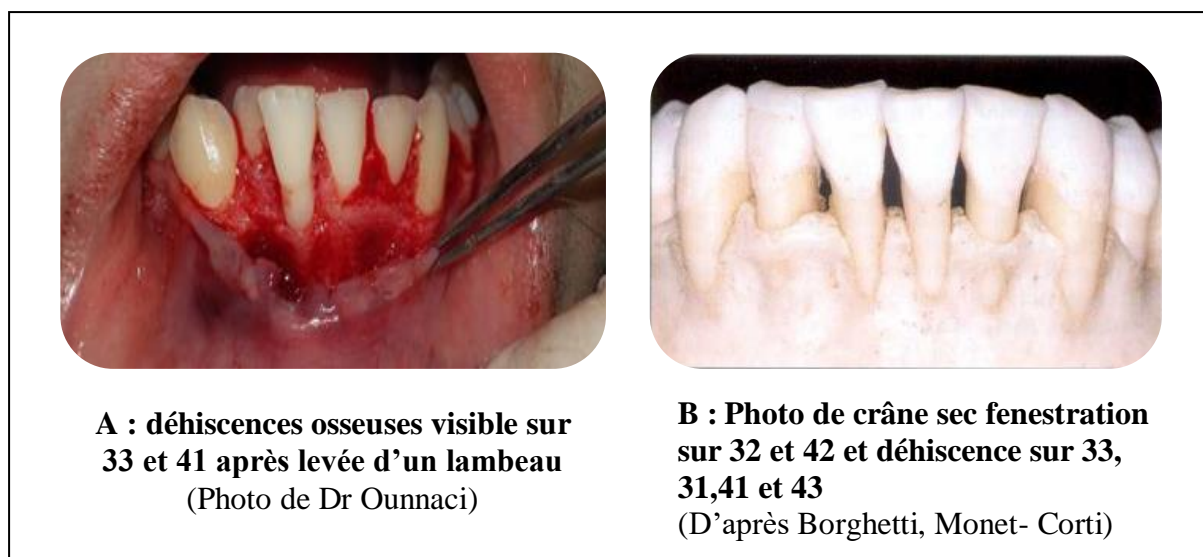 A : déhiscences osseuses visible sur
33 et 41 après levée d’un lambeau
(Photo de Dr Ounnaci)
B : Photo de crâne sec fenestration
sur 32 et 42 et déhiscence sur 33,
31,41 et 43
(D’après Borghetti, Monet- Corti)